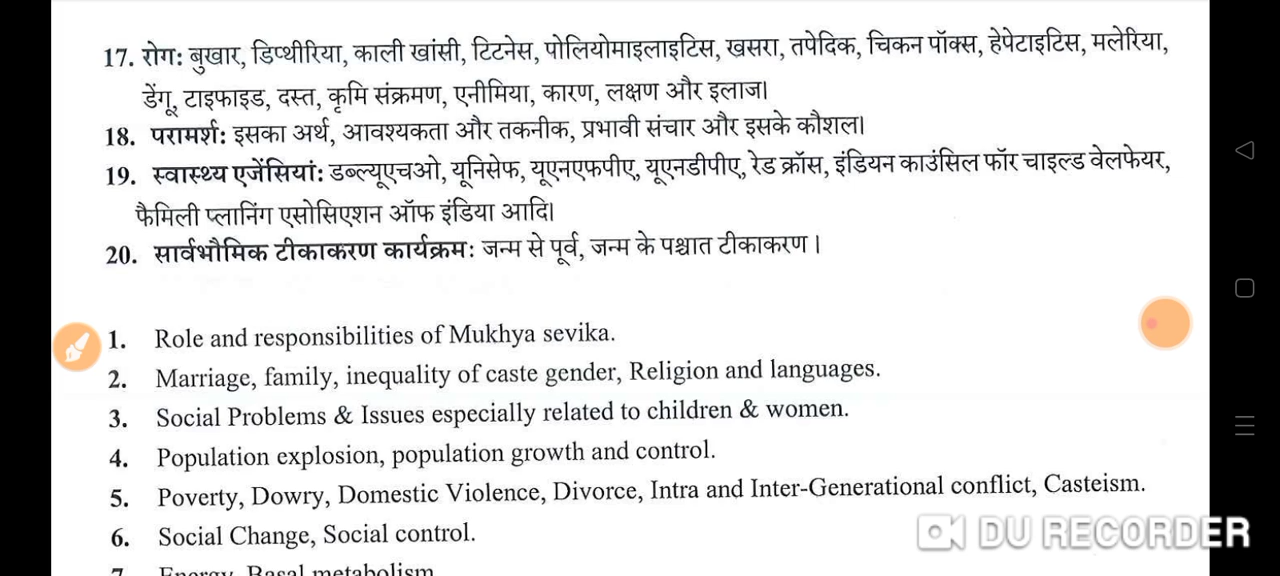 17. रोग: बुखार, डिप्थीरिया, काली खांसी, टिटनेस, पोलियोमाइलाइटिस, खसरा, तपेदिक, चिकन पॉक्स, हेपेटाइटिस, मलेरिया,
डेंगू, टाइफाइड, दस्त, कृमि संक्रमण, एनीमिया, कारण, लक्षण और इलाज।
18. परामर्श: इसका अर्थ, आवश्यकता और तकनीक, प्रभावी संचार और इसके कौशल।
19. स्वास्थ्य एजेंसियां: डब्ल्यूएचओ, यूनिसेफ, यूएनएफपीए, यूएनडीपीए, रेड क्रॉस, इंडियन काउंसिल फॉर चाइल्ड वेलफेयर,
फैमिली प्लानिंग एसोसिएशन ऑफ इंडिया आदि।
20. सार्वभौमिक टीकाकरण कार्यक्रम: जन्म से पूर्व, जन्म के पश्चात टीकाकरण।
1. Role and responsibilities of Mukhya sevika.
2. Marriage, family, inequality of caste gender, Religion and languages.
3. Social Problems & Issues especially related to children & women.
4. Population explosion, population growth and control.
5. Poverty, Dowry, Domestic Violence, Divorce, Intra and Inter-Generational conflict, Casteism.
6. Social Change, Social control.
7. Energy, Basal metabolism
DU RECORDER